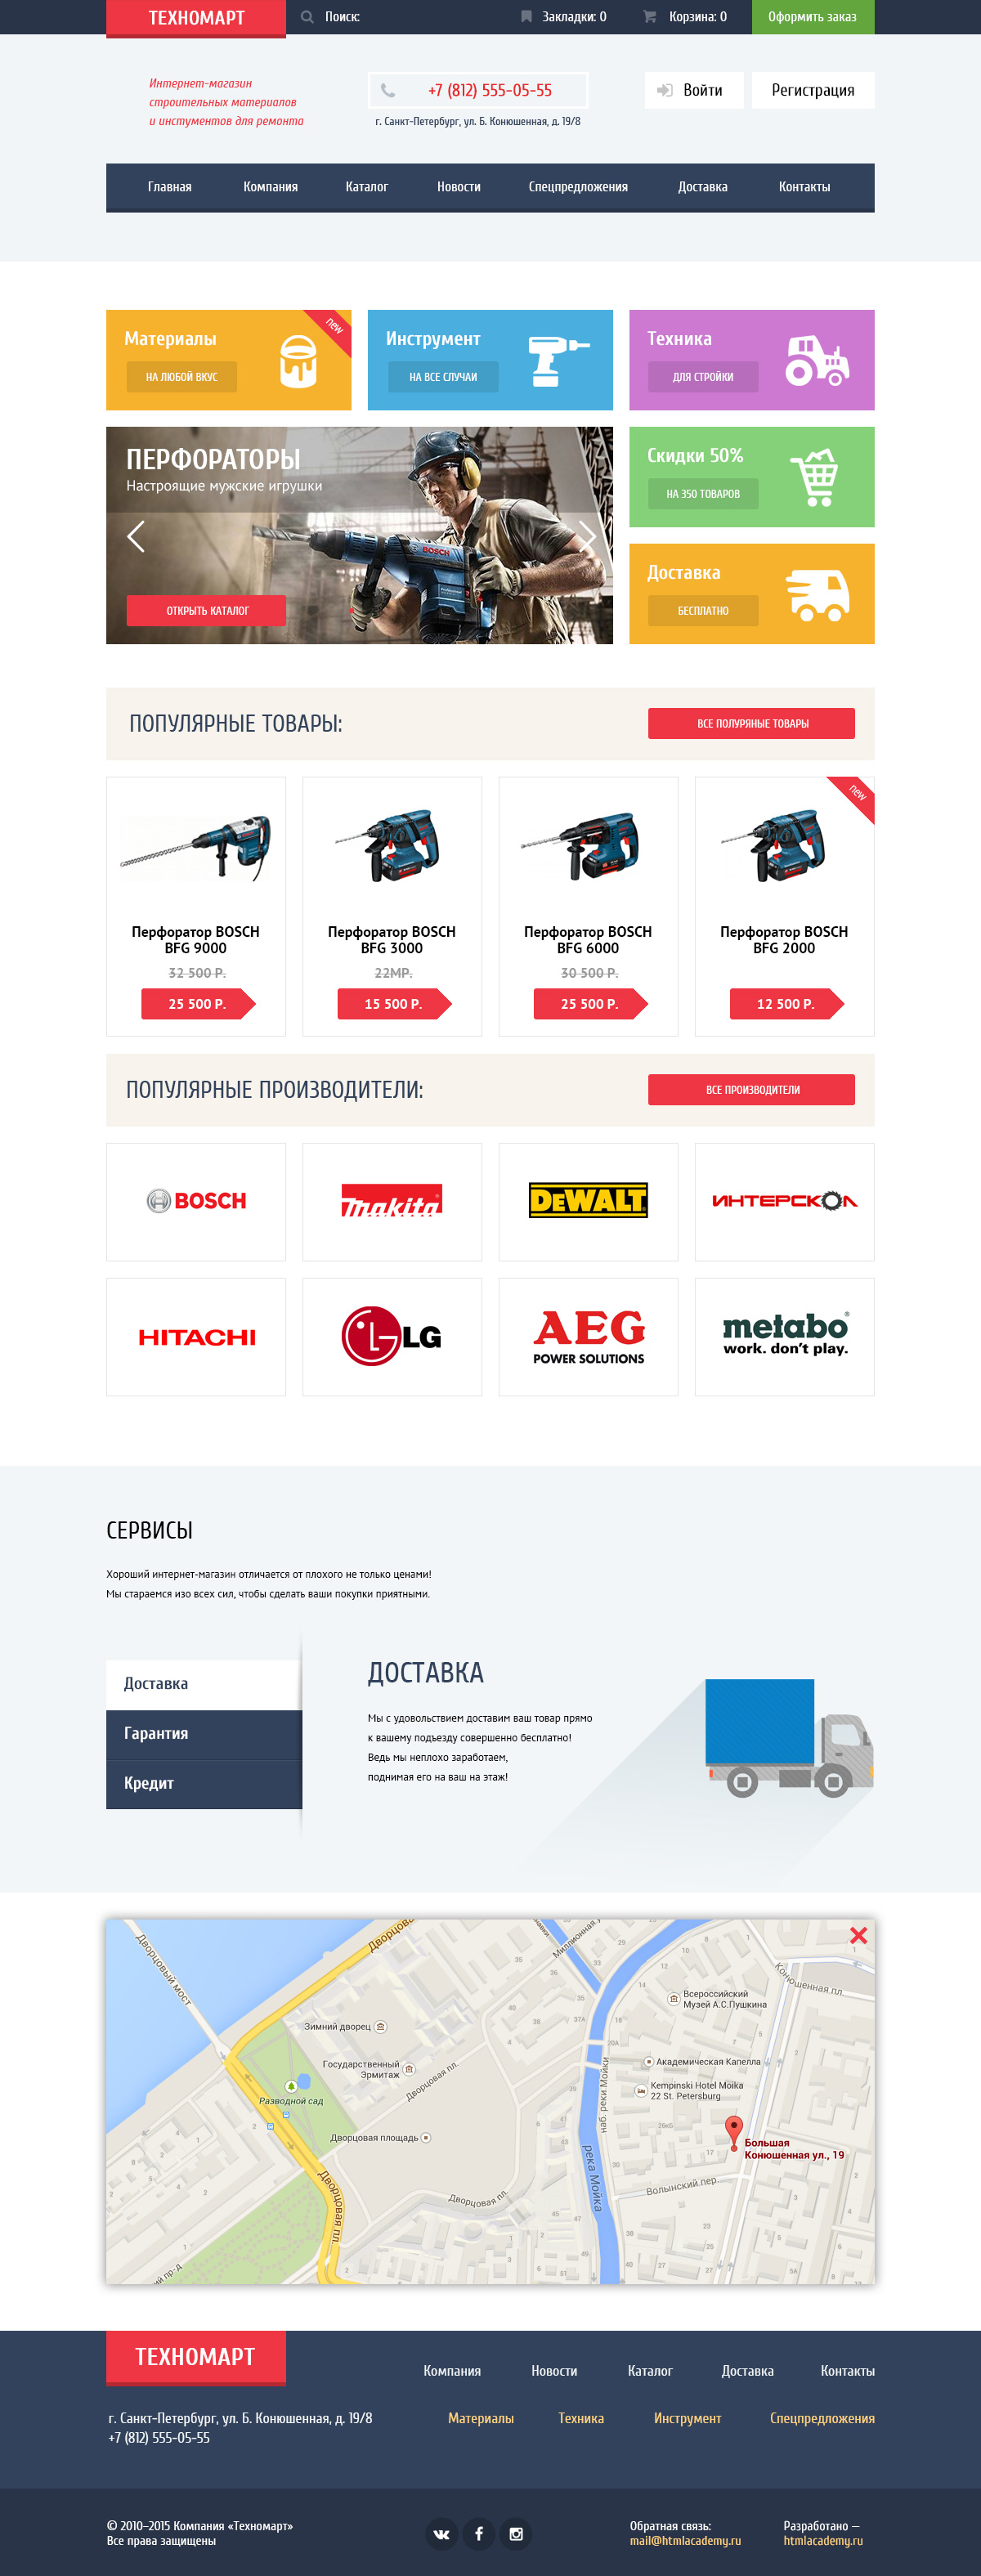 ТЕХНОМАРТ
Поиск:
Закладки: 0
Корзина: 0
Оформить заказ
Интернет-магазин
строительных материалов
и инстументов для ремонта
+7 (812) 555-05-55
г. Санкт-Петербург, ул. Б. Конюшенная, д. 19/8
Войти
Регистрация
Главная
Компания
Каталог
Новости
Спецпредложения
Доставка
Контакты
Материалы
new
НА ЛЮБОЙ ВКУС
Инструмент
НА ВСЕ СЛУЧАИ
Техника
ДЛЯ СТРОЙКИ
ПЕРФОРАТОРЫ
Настроящие мужские игрушки
BOSCH
Professional
ОТКРЫТЬ КАТАЛОГ
Скидки 50%
НА 350 ТОВАРОВ
Доставка
БЕСПЛАТНО
ПОПУЛЯРНЫЕ ТОВАРЫ:
ВСЕ ПОЛУРЯНЫЕ ТОВАРЫ
new
Перфоратор BOSCH
BFG 9000
32 500 Р.
25 500 Р.
Перфоратор BOSCH
BFG 3000
22МР.
15 500 Р.
Перфоратор BOSCH
BFG 6000
30 500 Р.
25 500 Р.
Перфоратор BOSCH
BFG 2000
12 500 Р.
ПОПУЛЯРНЫЕ ПРОИЗВОДИТЕЛИ:
ВСЕ ПРОИЗВОДИТЕЛИ
BOSCH
makita®
DEWALT
ИНТЕРСКОЛ
HITACHI
LG
AEG
POWER SOLUTIONS
metabo®
work. don't play.
СЕРВИСЫ
Хороший интернет-магазин отличается от плохого не только ценами!
Мы стараемся изо всех сил, чтобы сделать ваши покупки приятными.
Доставка
Гарантия
Кредит
ДОСТАВКА
Мы с удовольствием доставим ваш товар прямо
к вашему подъезду совершенно бесплатно!
Ведь мы неплохо заработаем,
поднимая его на ваш на этаж!
Дворцовый мост
Дворцова
Миллионная у
Конюшенная пл.
Всероссийский
Музей А.С.Пушкина
Зимний дворец
Государственный
Эрмитаж
Дворцовая пл.
Академическая Капелла
Kempinski Hotel Moika
22 St. Petersburg
Разводной сад
Дворцовая площадь
наб. реки Мойки
река Мойка
Большая
Конюшенная ул., 19
Волынский пер.
Дворцовая пл.
Дворцовая пл.
ий пр-д
ТЕХНОМАРТ
Компания
Новости
Каталог
Доставка
Контакты
г. Санкт-Петербург, ул. Б. Конюшенная, д. 19/8
+7 (812) 555-05-55
Материалы
Техника
Инструмент
Спецпредложения
© 2010–2015 Компания «Техномарт»
Все права защищены
Обратная связь:
mail@htmlacademy.ru
Разработано —
htmlacademy.ru